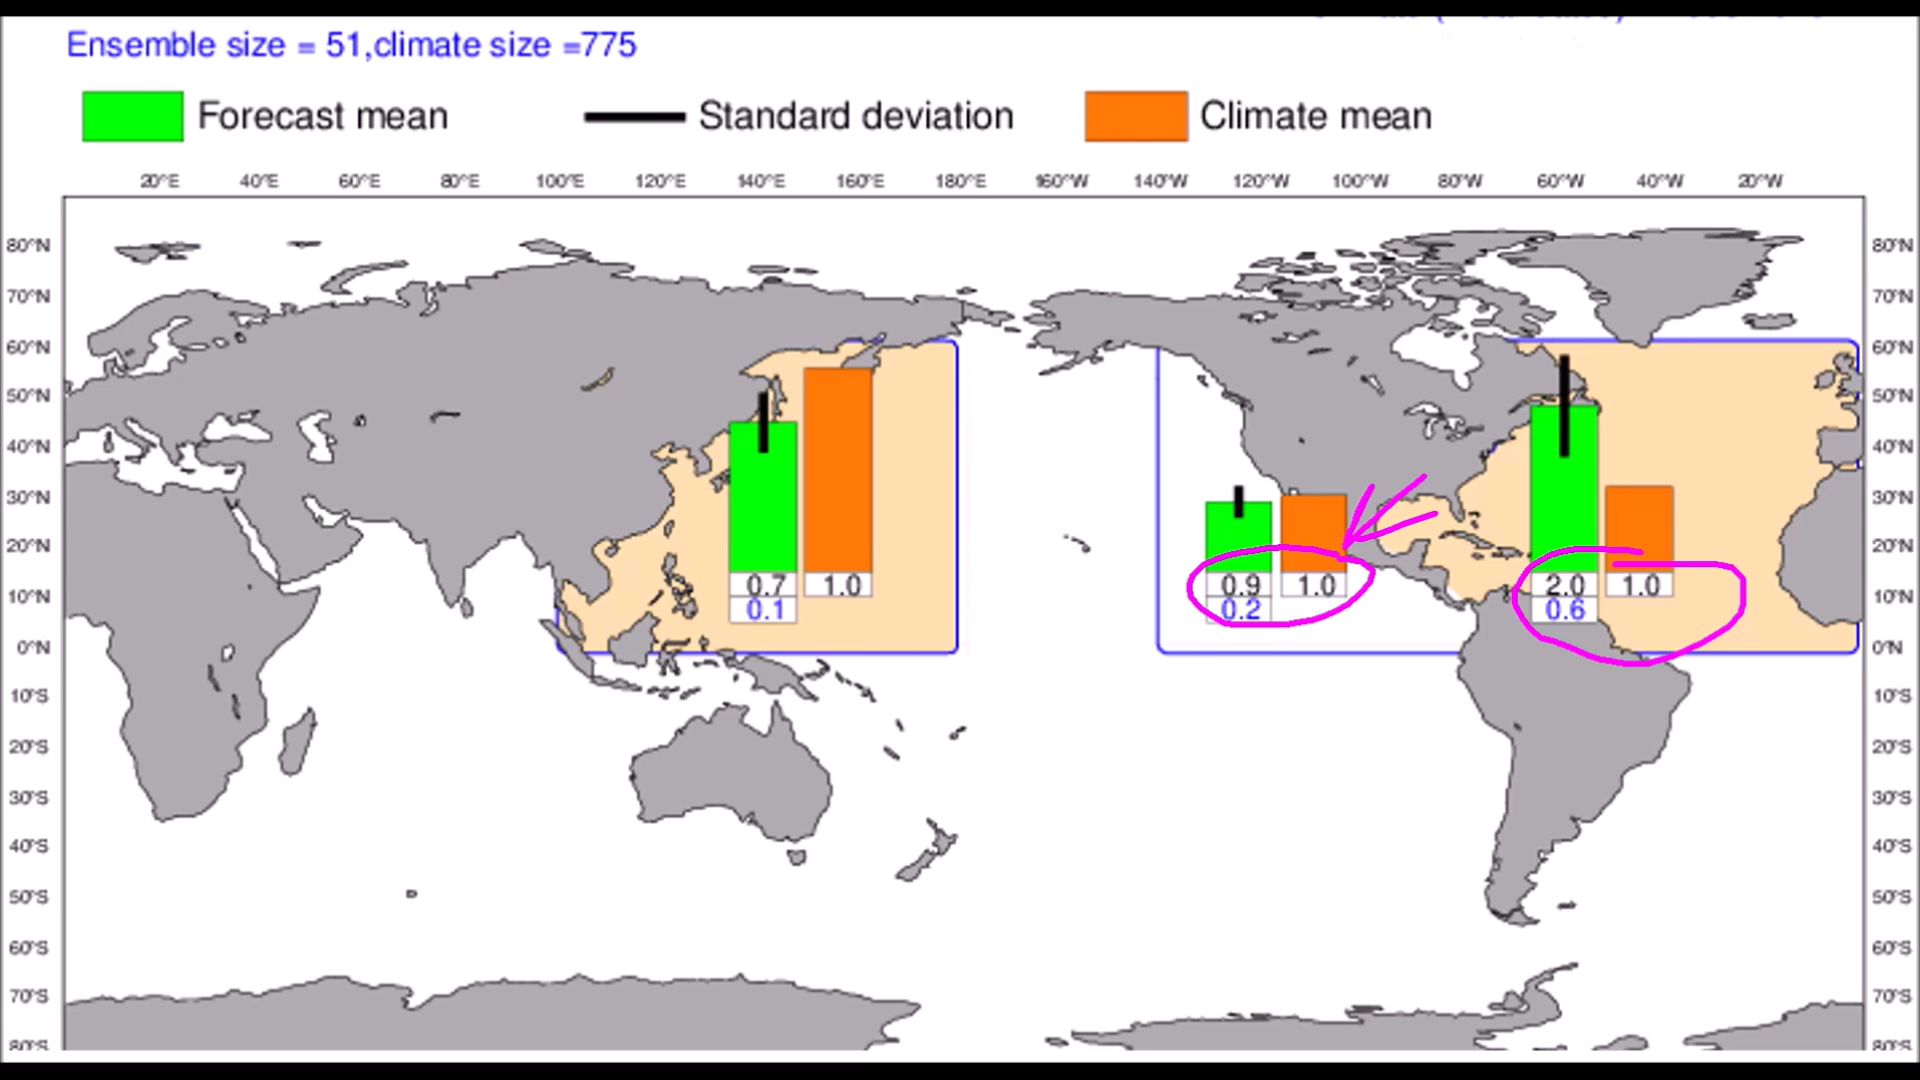 Ensemble size = 51,climate size =775
Forecast mean Standard deviation Climate mean
20°E 40°E 60°E 80°E 100°E 120°E 140°E 160°E 180°E 160°W 140°W 120°W 100°W 80°W 60°W 40°W 20°W
80°N 80°N
70°N 70°N
60°N 60°N
50°N 50°N
40°N 40°N
30°N 30°N
20°N 20°N
0.7 1.0 0.9 1.0 2.0 1.0
10°N 10°N
0.1 0.2 0.6
0°N 0°N
10°S 10°S
20°S 20°S
30°S 30°S
40°S 40°S
50°S 50°S
60°S 60°S
70°S 70°S
80°S 80°S